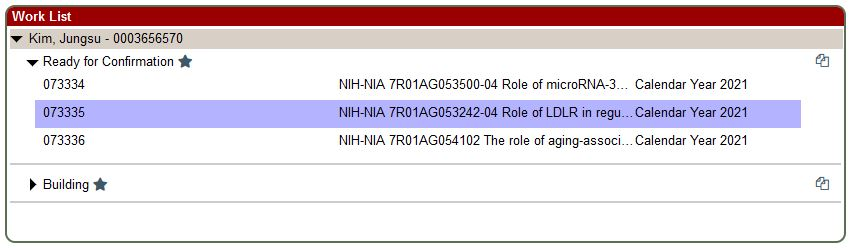 Work List
Kim, Jungsu - 0003656570
Ready for Confirmation
073334 NIH-NIA 7R01AG053500-04 Role of microRNA-3... Calendar Year 2021
073335 NIH-NIA 7R01AG053242-04 Role of LDLR in regu... Calendar Year 2021
073336 NIH-NIA 7R01AG054102 The role of aging-associ... Calendar Year 2021
Building